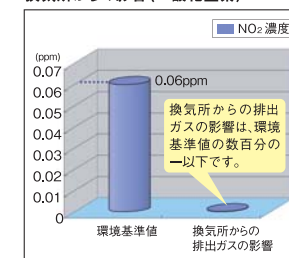 NO₂濃度
(ppm)
0.07
0.06
0.05
0.04
0.03
0.02
0.01
0
0.06ppm
換気所からの排出
ガスの影響は、環境
基準値の数百分の
一以下です。
環境基準値
換気所からの
排出ガスの影響